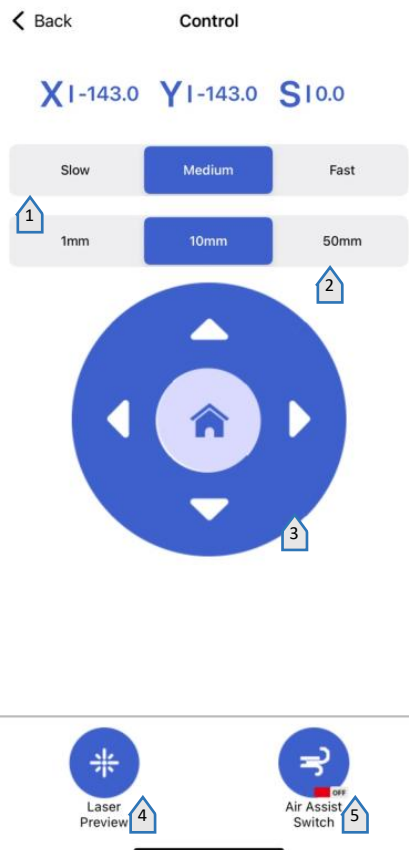 Back
Control
X|-143.0 Y|-143.0 S|0.0
Slow Medium Fast
1
1mm 10mm 50mm
2
3
OFF
Laser
Preview
4
Air Assist
Switch
5